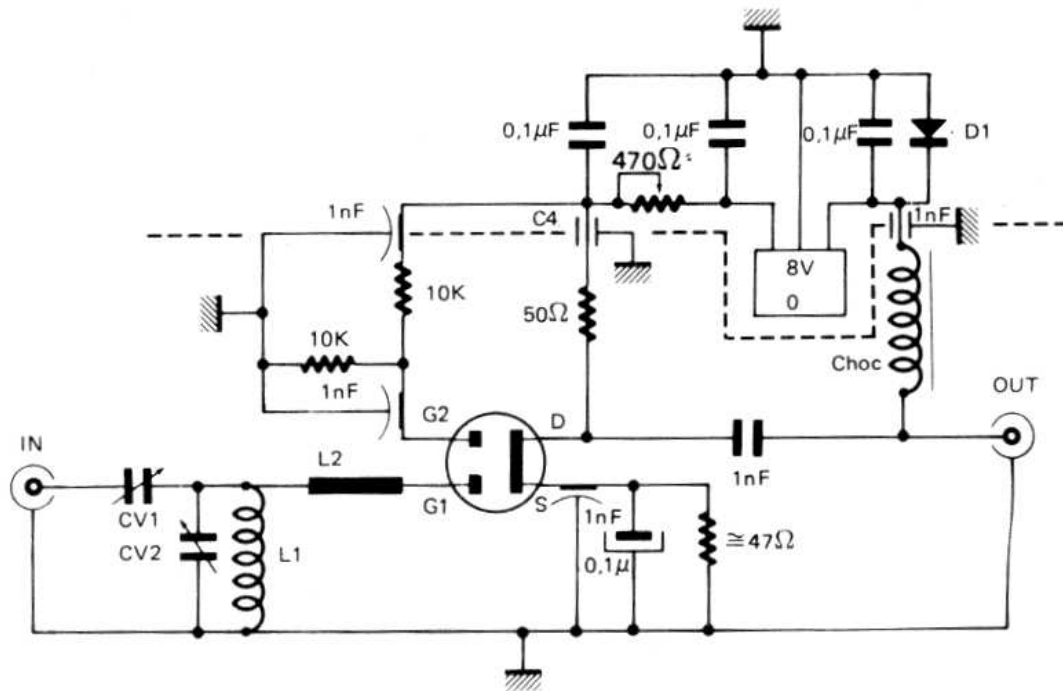 0,1µF
0,1µF
0,1µF
D1
470Ω
1nF
C4
1nF
10K
8V
0
50Ω
10K
Choc
1nF
OUT
G2
D
IN
L2
1nF
G1
S
CV1
1nF
≅47Ω
CV2
L1
0,1µ